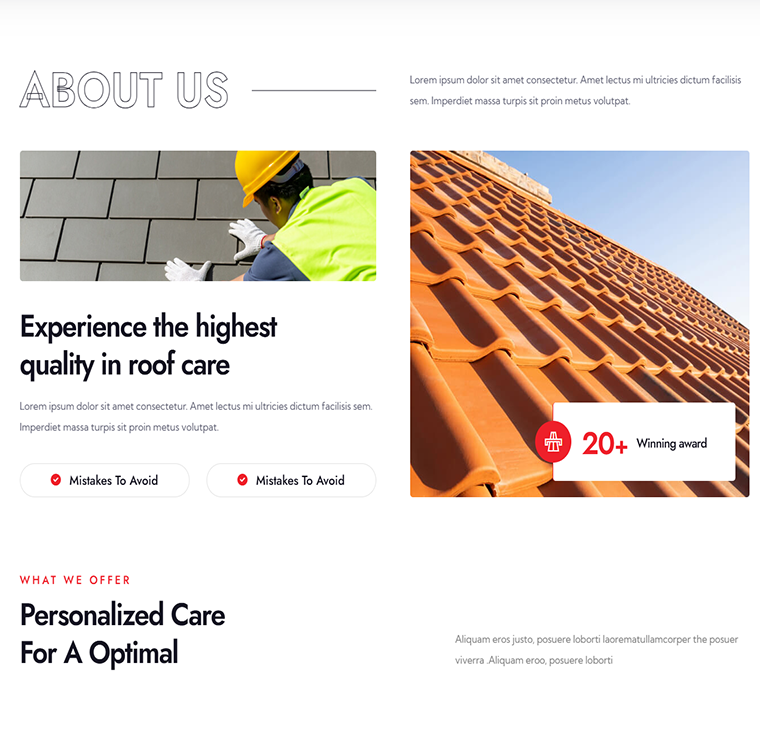 ABOUT US
Lorem ipsum dolor sit amet consectetur. Amet lectus mi ultricies dictum facilisis
sem. Imperdiet massa turpis sit proin metus volutpat.
Experience the highest
quality in roof care
Lorem ipsum dolor sit amet consectetur. Amet lectus mi ultricies dictum facilisis sem.
Imperdiet massa turpis sit proin metus volutpat.
Mistakes To Avoid
Mistakes To Avoid
20+ Winning award
WHAT WE OFFER
Personalized Care
For A Optimal
Aliquam eros justo, posuere loborti laorematullamcorper the posuer
viverra .Aliquam eroo, posuere loborti